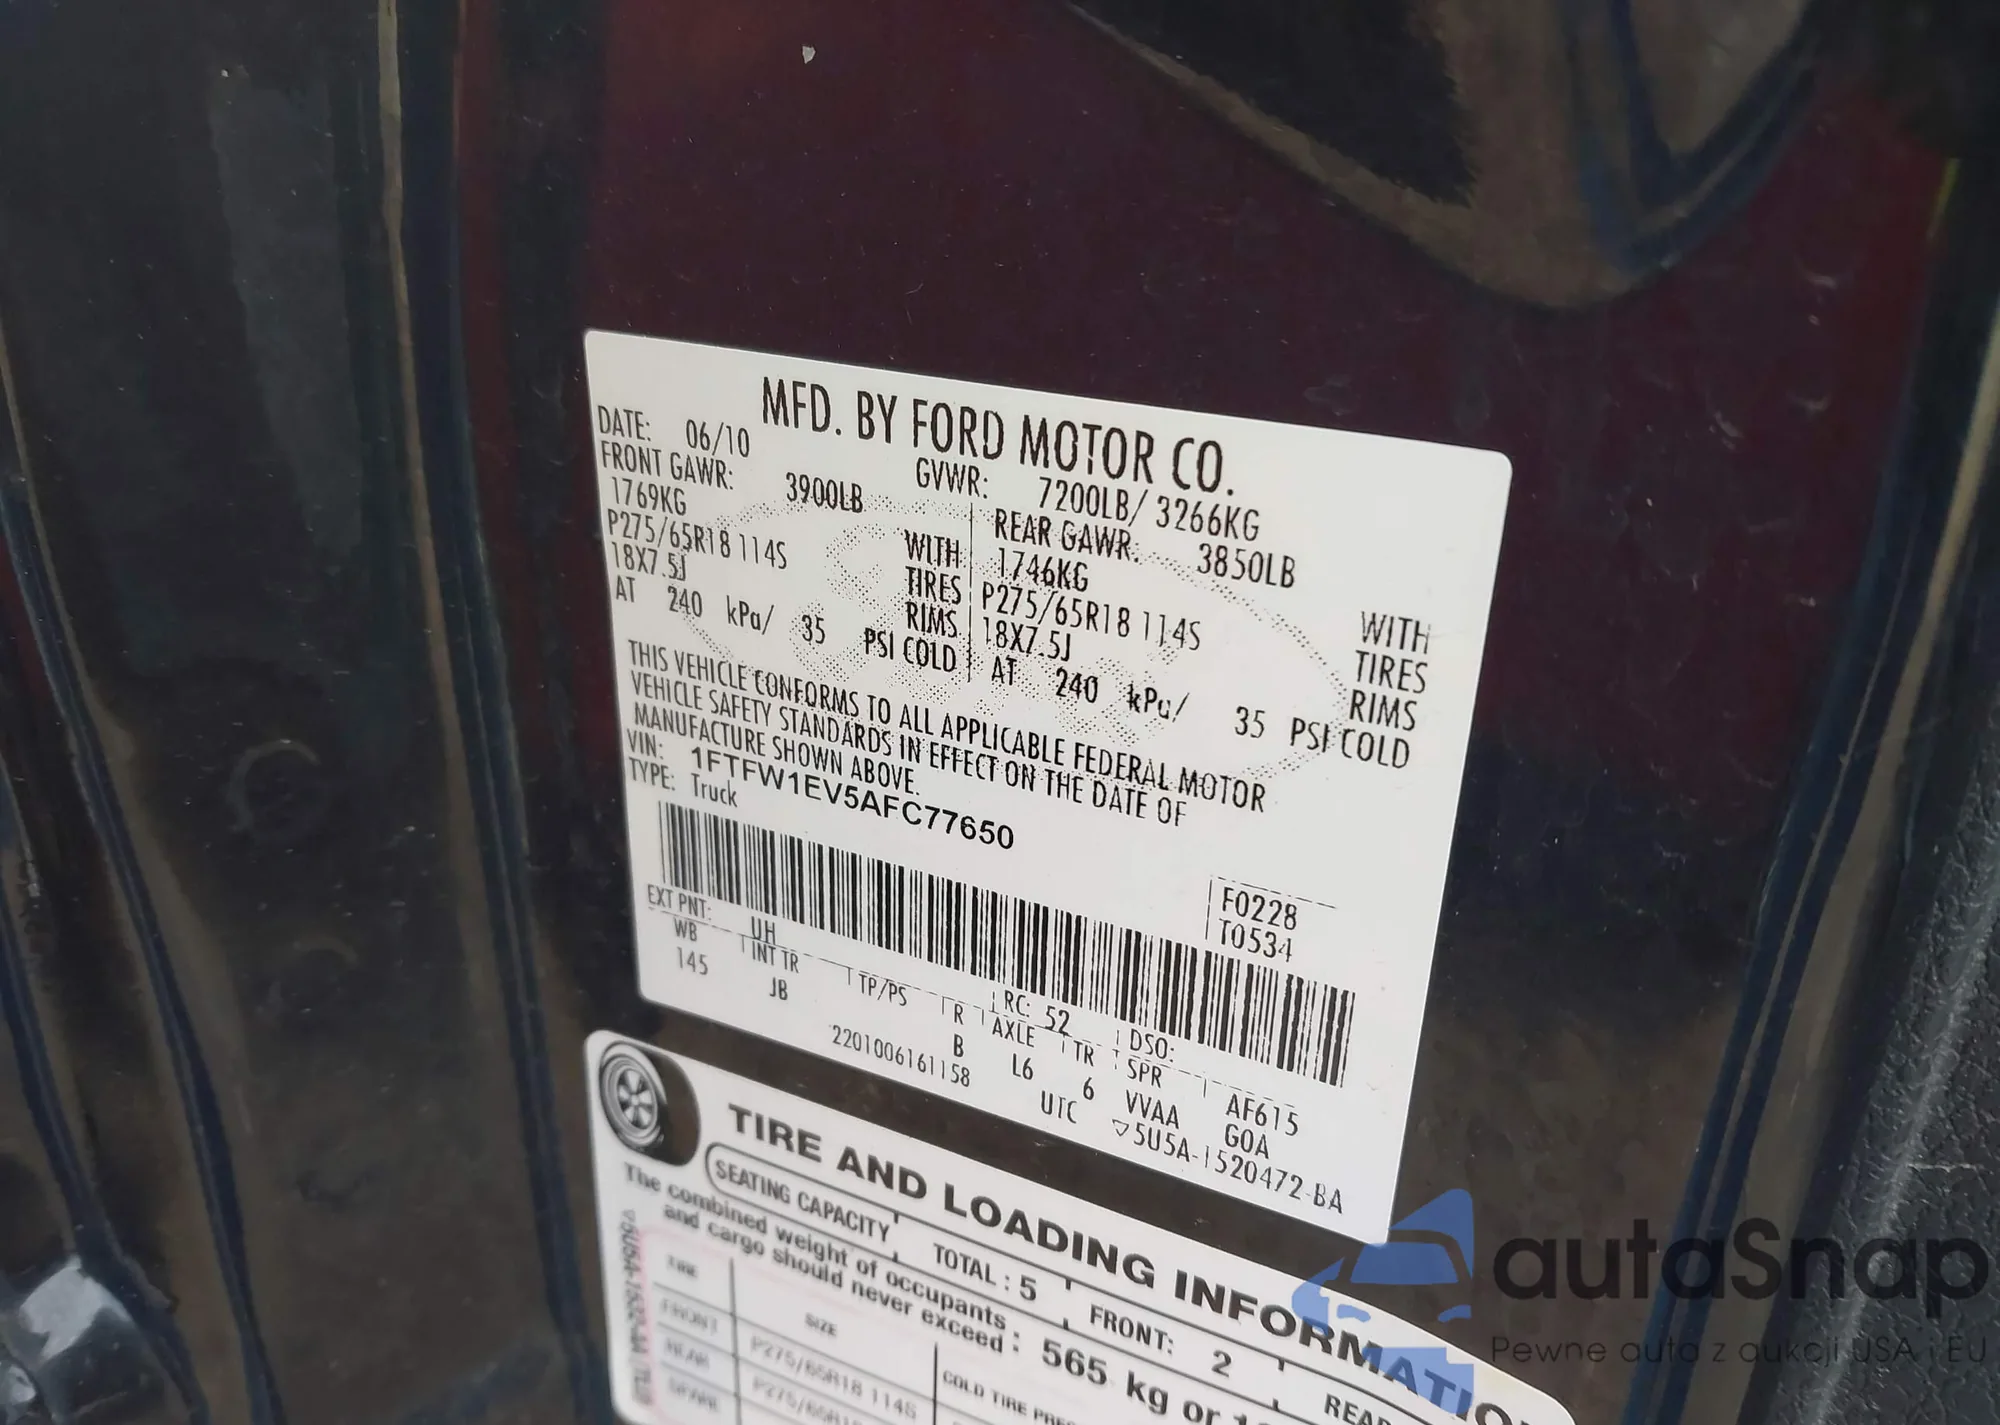 MFD. BY FORD MOTOR CO.
DATE: 06/10 GVWR: 7200LB/ 3266KG
FRONT GAWR: 3900LB REAR GAWR: 3850LB
1769KG WITH 1746KG WITH
P275/65R18 114S TIRES P275/65R18 114S TIRES
18X7.5J RIMS 18X7.5J RIMS
AT 240 kPa/ 35 PSI COLD AT 240 kPa/ 35 PSI COLD
THIS VEHICLE CONFORMS TO ALL APPLICABLE FEDERAL MOTOR
VEHICLE SAFETY STANDARDS IN EFFECT ON THE DATE OF
MANUFACTURE SHOWN ABOVE.
VIN: 1FTFW1EV5AFC77650
TYPE: Truck
F0228
T0534
EXT PNT: UH RC: 52 DSO:
WB INT TR TP/PS R AXLE TR SPR AF615
145 JB B L6 6 VVAA GOA
2201006161158 UTC ▽5U5A-1520472-BA
TIRE AND LOADING INFORMATIO
SEATING CAPACITY TOTAL : 5 FRONT: 2 REAR
The combined weight of occupants
and cargo should never exceed : 565 kg or
TIRE SIZE COLD TIRE PRE
FRONT P275/65R18 114S
REAR
SPARE
autaSnap
Pewne auta z aukcji USA i EU